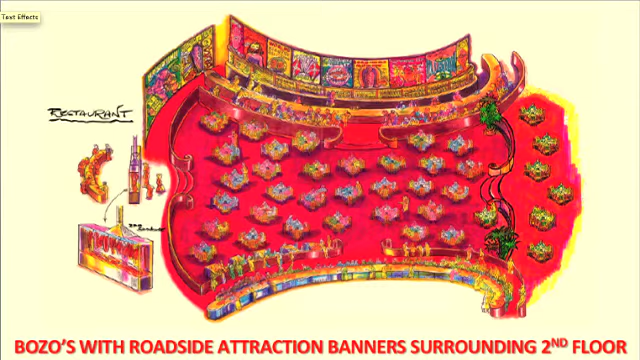 Text Effects
RESTAURANT
BOZO'S WITH ROADSIDE ATTRACTION BANNERS SURROUNDING 2ND FLOOR